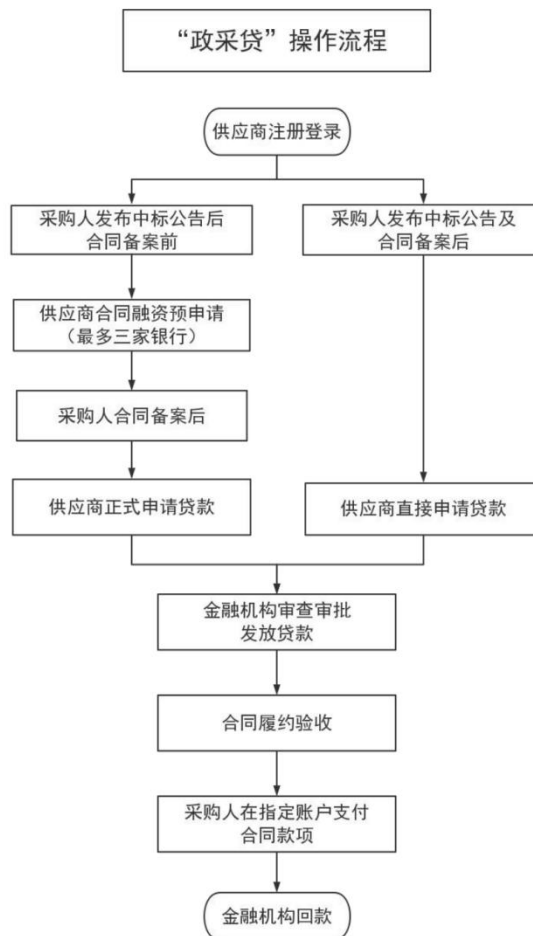 “政采贷”操作流程
供应商注册登录
采购人发布中标公告后
合同备案前
采购人发布中标公告及
合同备案后
供应商合同融资预申请
（最多三家银行）
采购人合同备案后
供应商正式申请贷款
供应商直接申请贷款
金融机构审查审批
发放贷款
合同履约验收
采购人在指定账户支付
合同款项
金融机构回款